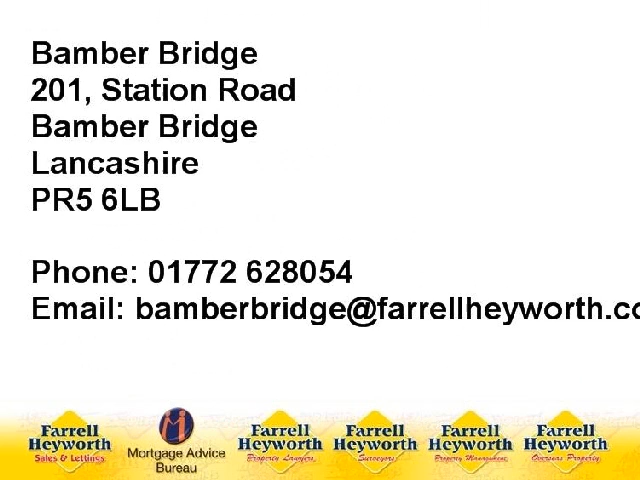 Bamber Bridge
201, Station Road
Bamber Bridge
Lancashire
PR5 6LB
Phone: 01772 628054
Email: bamberbridge@farrellheyworth.co
Farrell
Heyworth
Sales & Lettings
Mortgage Advice
Bureau
Farrell
Heyworth
Property Lawyers
Farrell
Heyworth
Surveyors
Farrell
Heyworth
Property Management
Farrell
Heyworth
Overseas Property